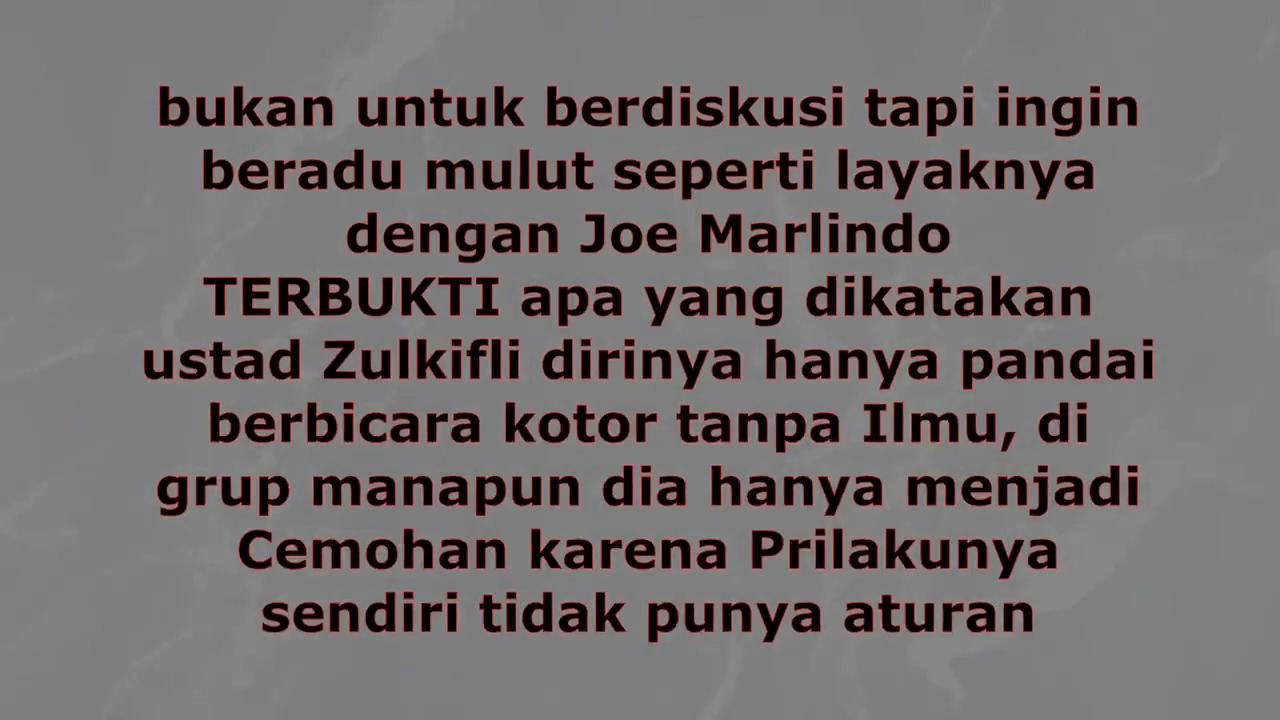 bukan untuk berdiskusi tapi ingin
beradu mulut seperti layaknya
dengan Joe Marlindo
TERBUKTI apa yang dikatakan
ustad Zulkifli dirinya hanya pandai
berbicara kotor tanpa Ilmu, di
grup manapun dia hanya menjadi
Cemohan karena Prilakunya
sendiri tidak punya aturan